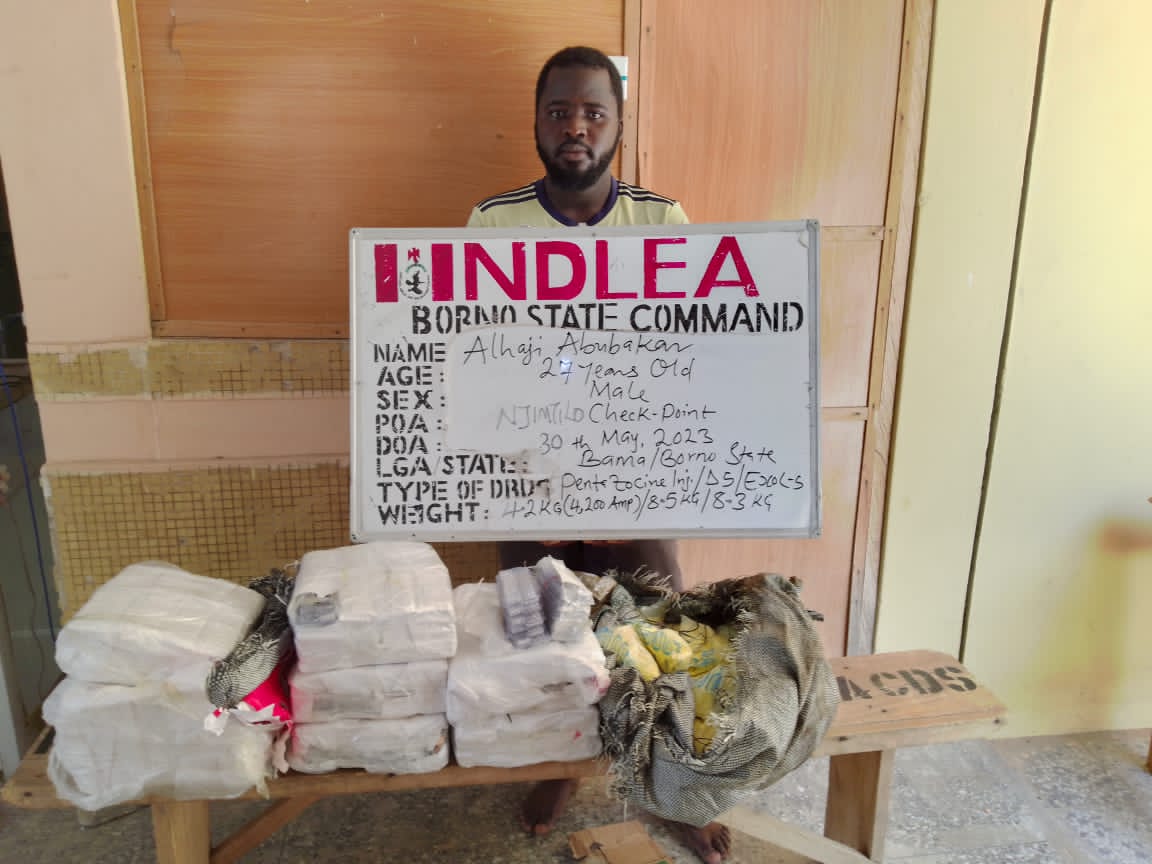 NDLEA
BORNO STATE COMMAND
NAME Alhaji Abubakar
AGE: 27 years Old
SEX: Male
POA: NJIMTILO Check-Point
DOA: 30th May, 2023
LGA/STATE: Bama/Borno State
TYPE OF DRUG Pentazocine Inj./D5/Exol-5
WEIGHT: 4.2KG(4,200 Amp)/8.5KG/8.3KG
ACDS